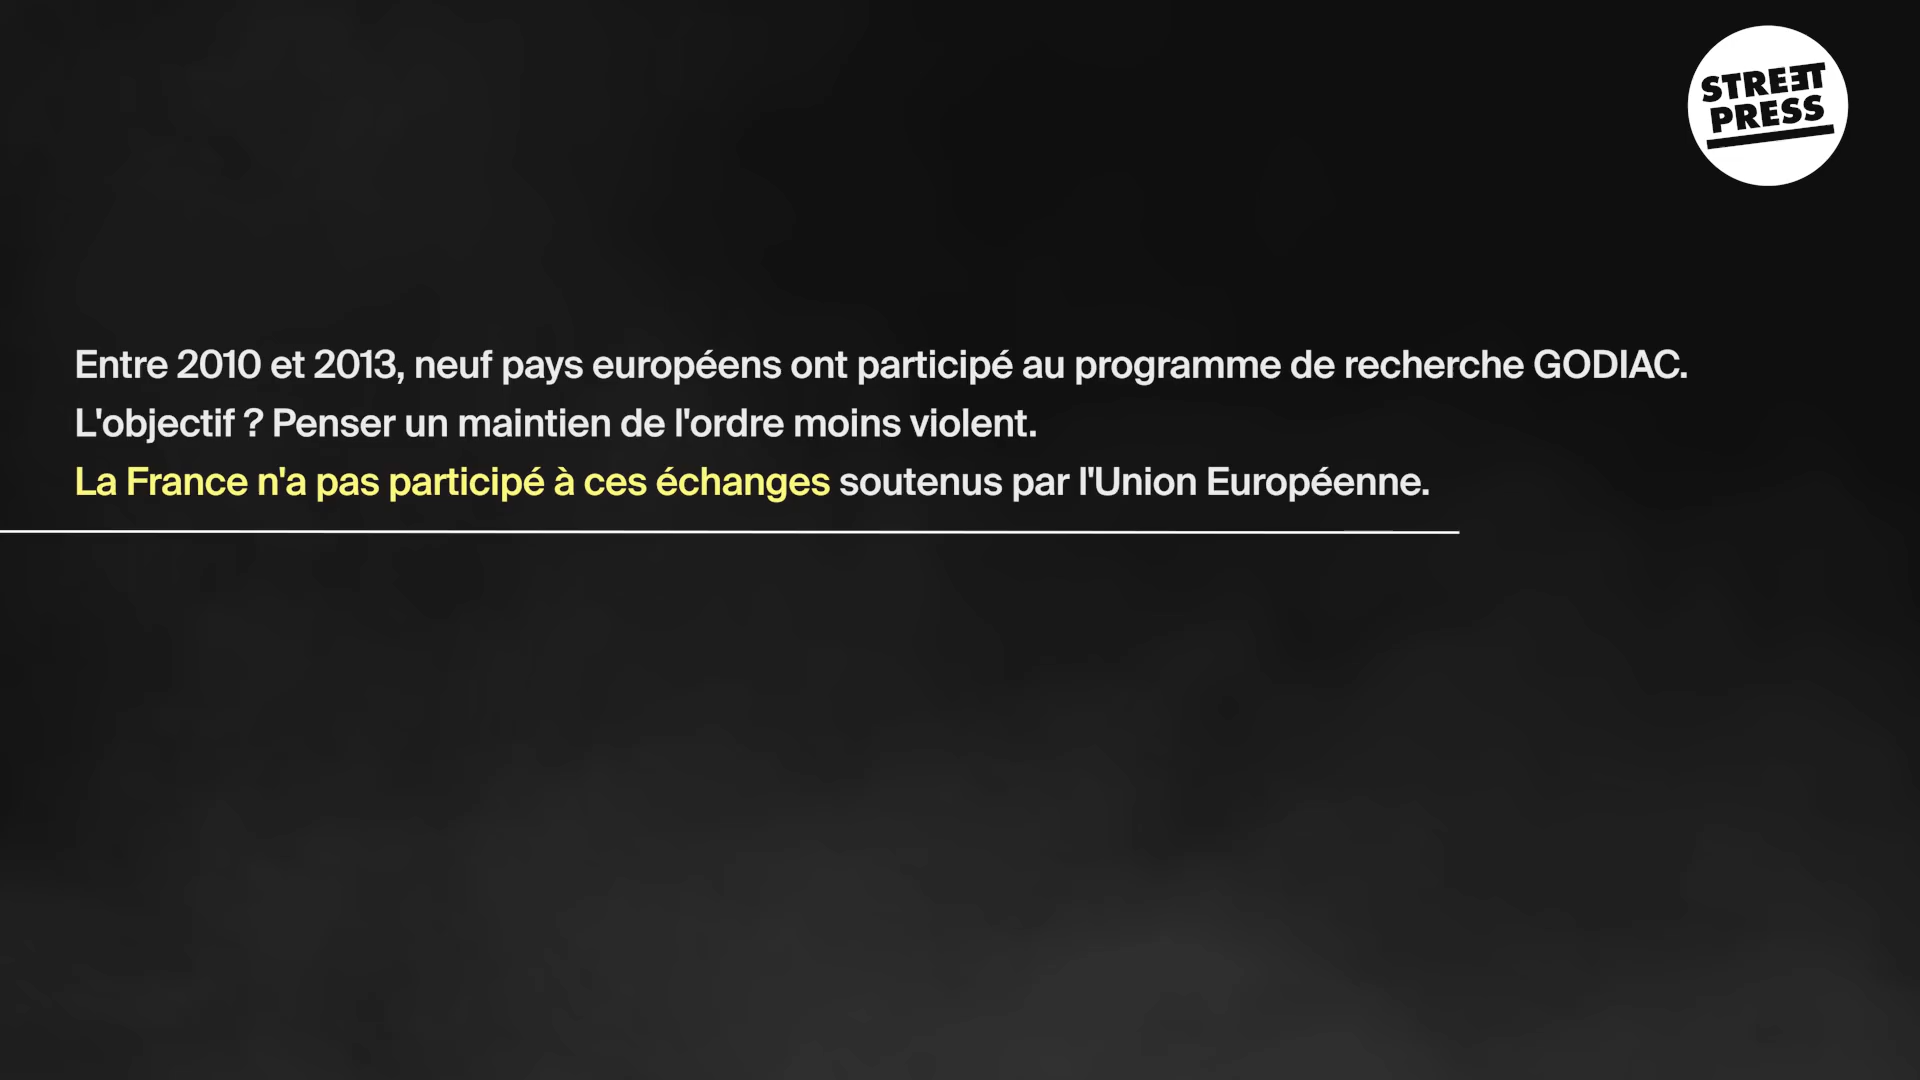 STREET
PRESS
Entre 2010 et 2013, neuf pays européens ont participé au programme de recherche GODIAC.
L'objectif ? Penser un maintien de l'ordre moins violent.
La France n'a pas participé à ces échanges soutenus par l'Union Européenne.